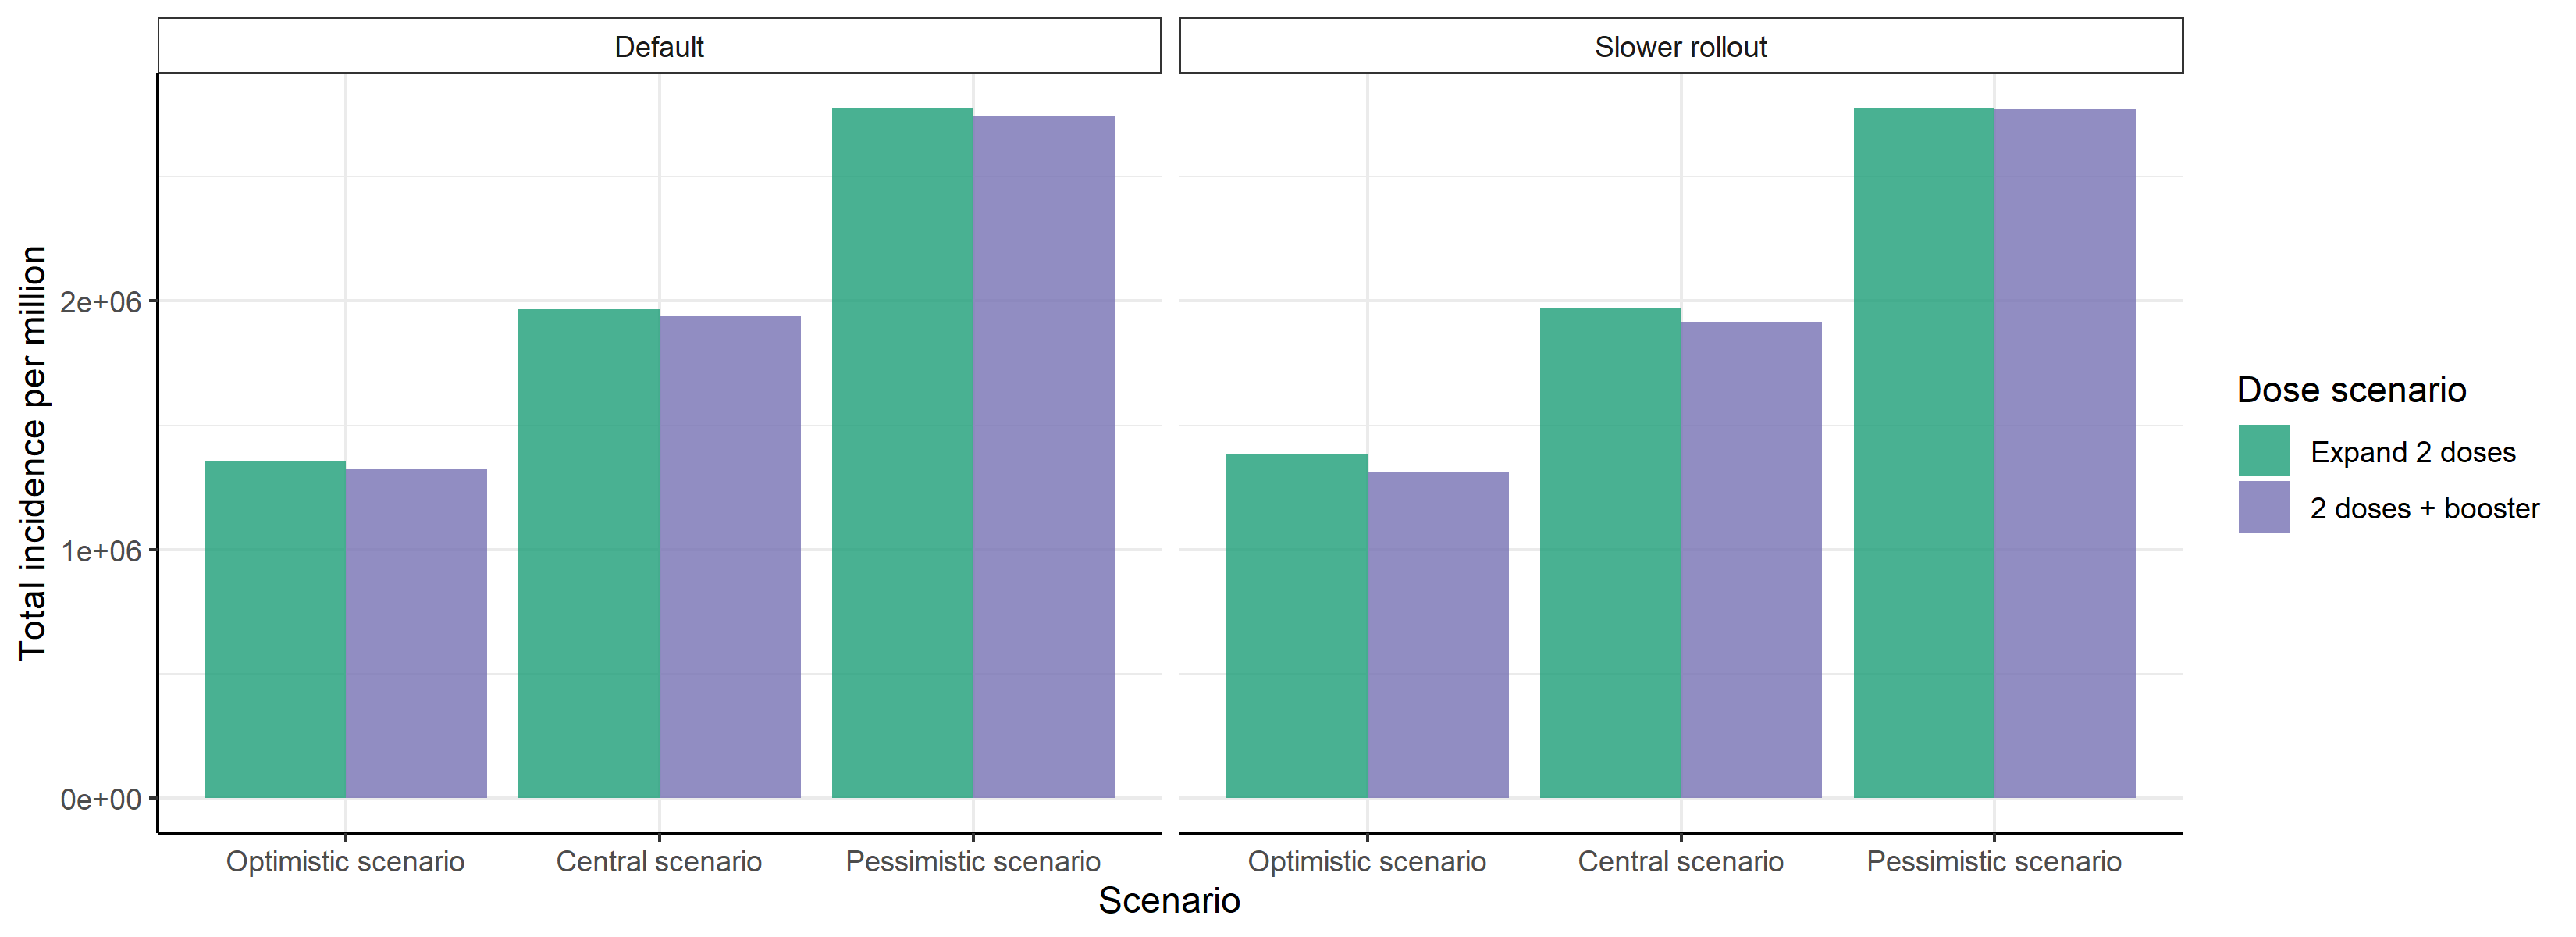 Default
Slower rollout
Total incidence per million
2e+06
1e+06
0e+00
Optimistic scenario
Central scenario
Pessimistic scenario
Optimistic scenario
Central scenario
Pessimistic scenario
Scenario
Dose scenario
Expand 2 doses
2 doses + booster